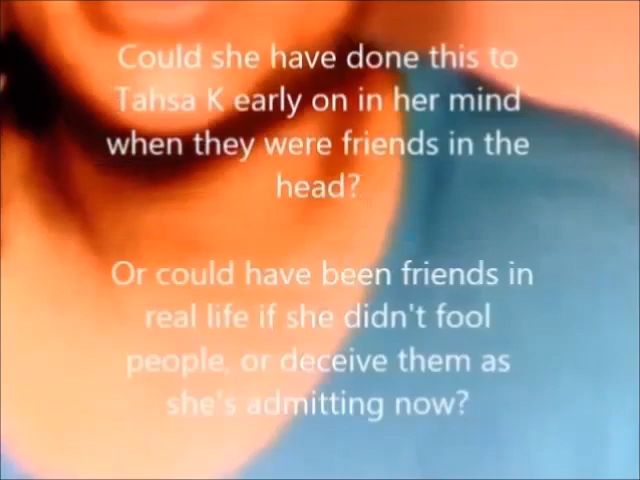 Could she have done this to
Tahsa K early on in her mind
when they were friends in the
head?
Or could have been friends in
real life if she didn't fool
people, or deceive them as
she's admitting now?